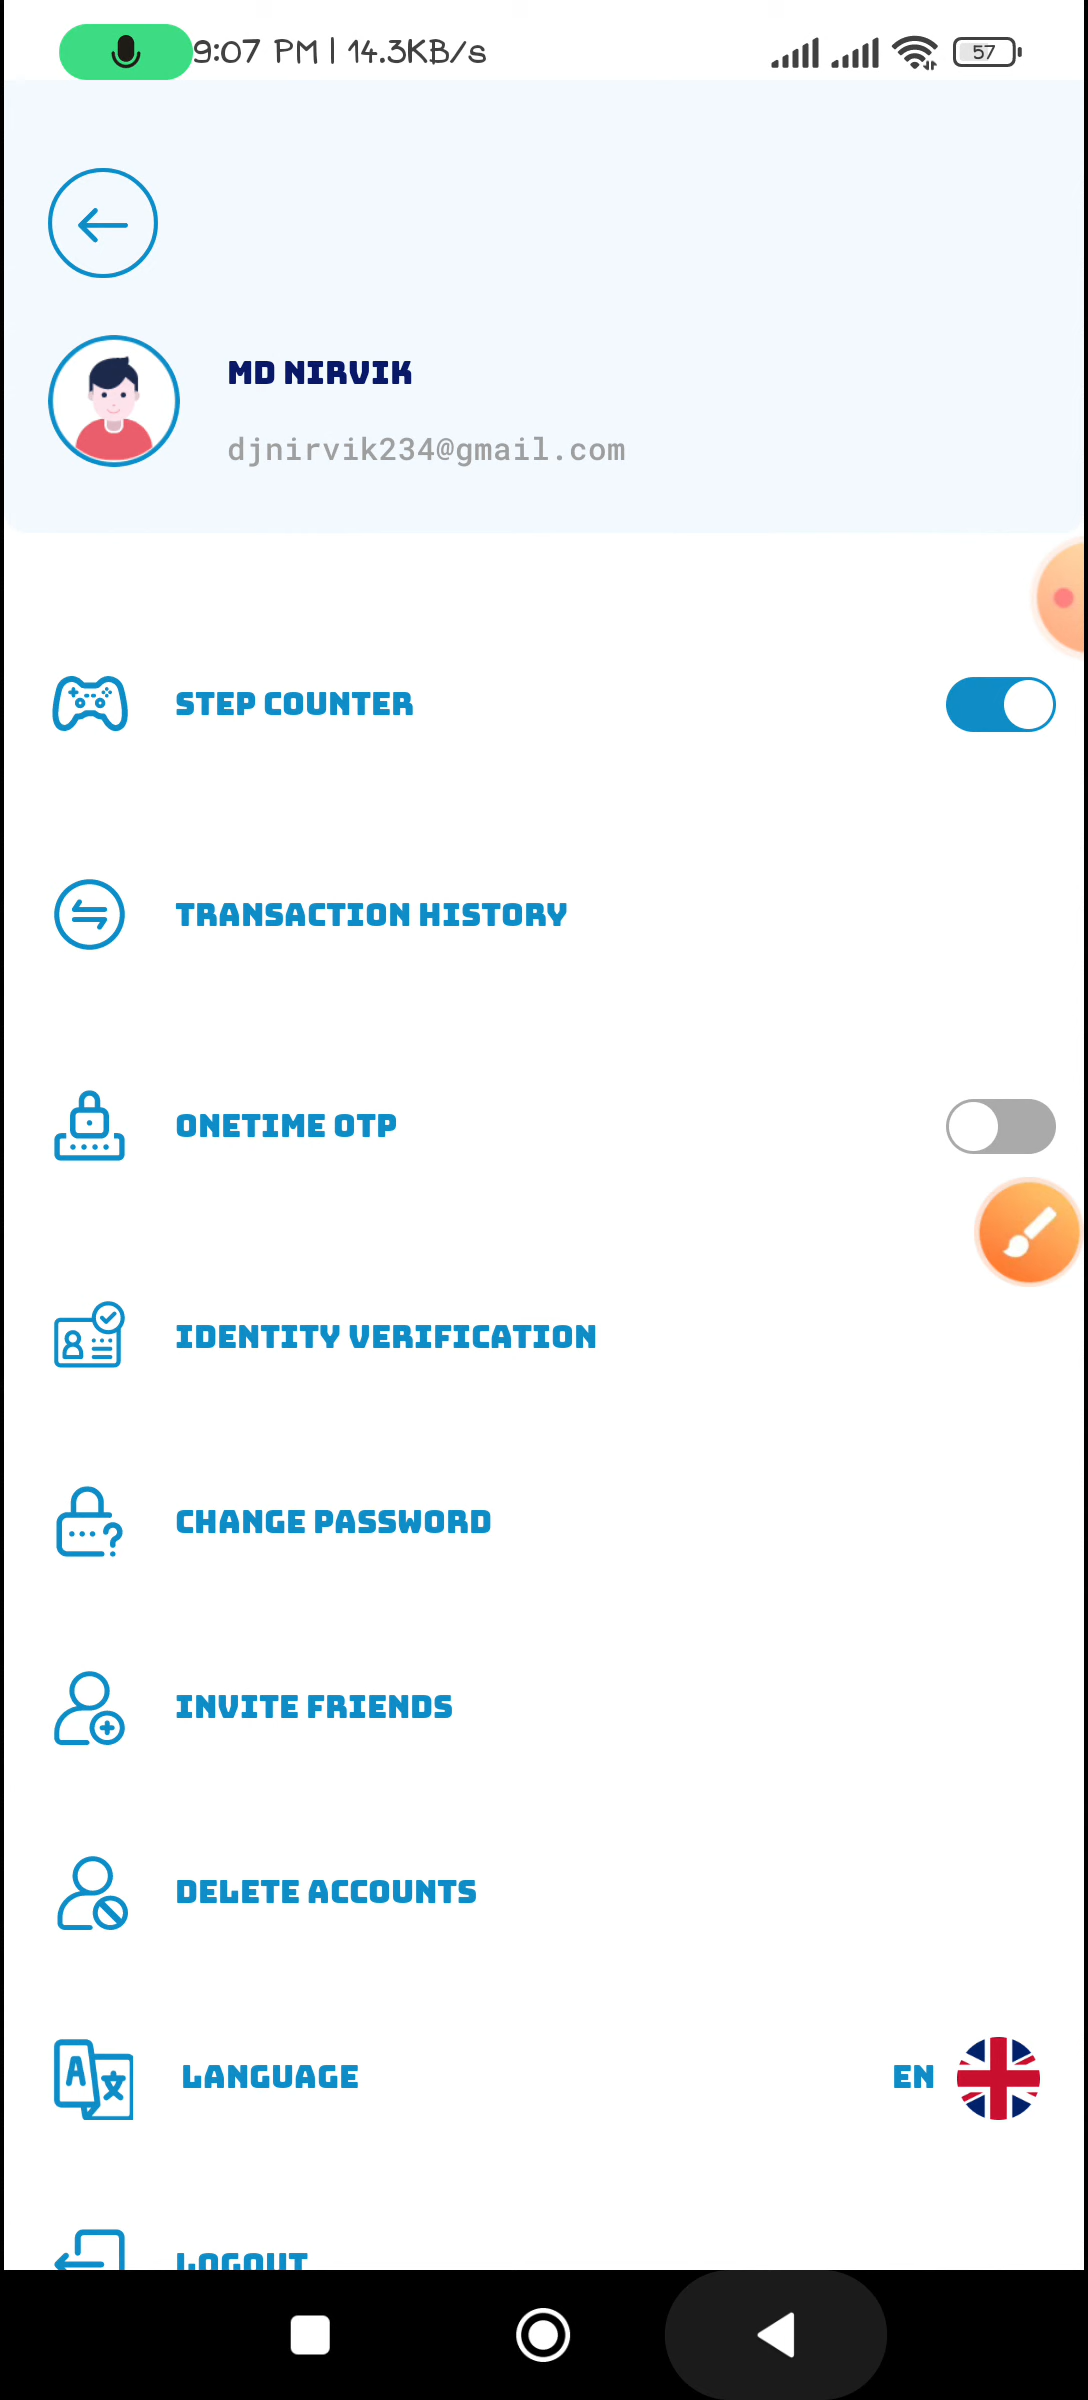 9:07 PM | 14.3KB/s
57
MD NIRVIK
djnirvik234@gmail.com
STEP COUNTER
TRANSACTION HISTORY
ONETIME OTP
IDENTITY VERIFICATION
CHANGE PASSWORD
INVITE FRIENDS
DELETE ACCOUNTS
LANGUAGE EN
LOGOUT